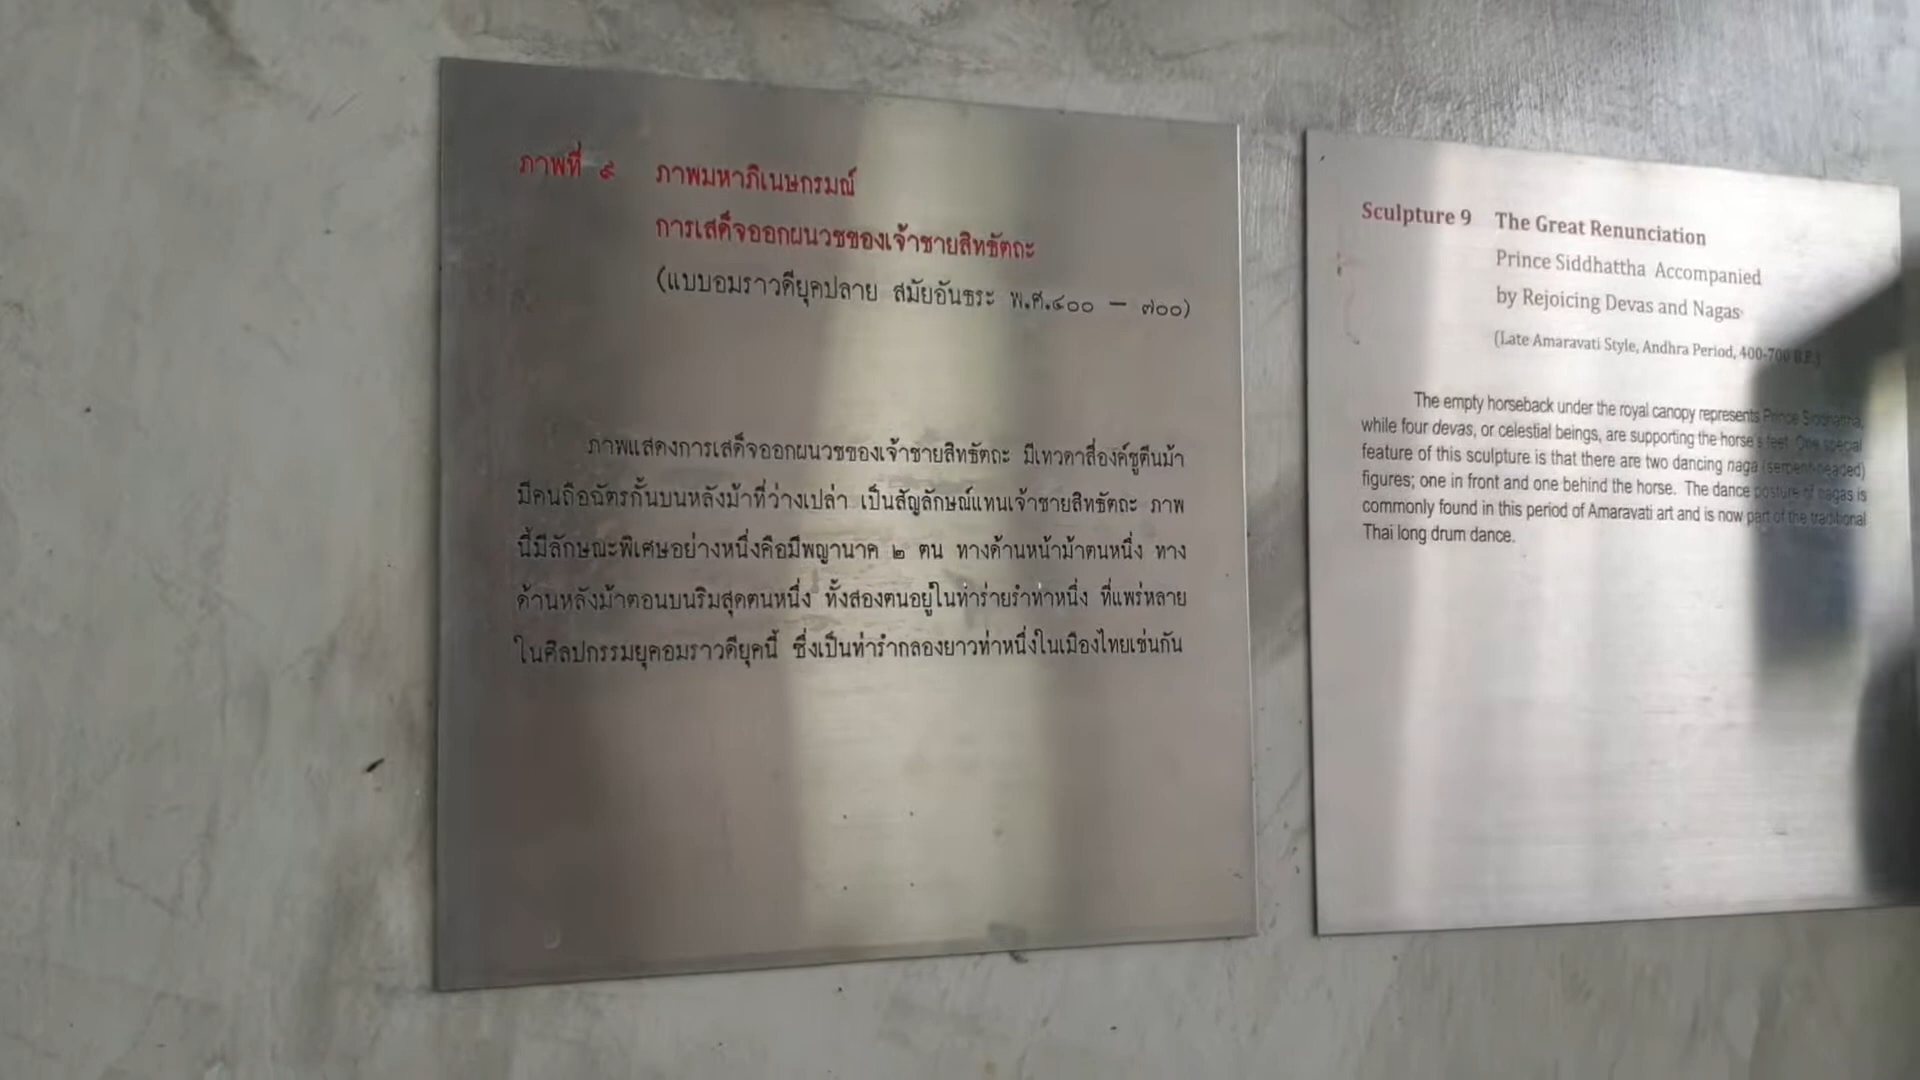 ภาพที่ ๙ ภาพมหาภิเนษกรมณ์
การเสด็จออกผนวชของเจ้าชายสิทธัตถะ
(แบบอมราวดียุคปลาย สมัยอันธระ พ.ศ.๔๐๐ – ๗๐๐)
ภาพแสดงการเสด็จออกผนวชของเจ้าชายสิทธัตถะ มีเทวดาสี่องค์ชูตีนม้า
มีคนถือฉัตรกั้นบนหลังม้าที่ว่างเปล่า เป็นสัญลักษณ์แทนเจ้าชายสิทธัตถะ ภาพ
นี้มีลักษณะพิเศษอย่างหนึ่งคือมีพญานาค ๒ ตน ทางด้านหน้าม้าตนหนึ่ง ทาง
ด้านหลังม้าตอนบนริมสุดตนหนึ่ง ทั้งสองตนอยู่ในท่าร่ายรำท่าหนึ่ง ที่แพร่หลาย
ในศิลปกรรมยุคอมราวดียุคนี้ ซึ่งเป็นท่ารำกลองยาวท่าหนึ่งในเมืองไทยเช่นกัน
Sculpture 9 The Great Renunciation
Prince Siddhattha Accompanied
by Rejoicing Devas and Nagas
(Late Amaravati Style, Andhra Period, 400-700 B.E.)
The empty horseback under the royal canopy represents Prince Siddhattha,
while four devas, or celestial beings, are supporting the horse's feet. One special
feature of this sculpture is that there are two dancing naga (serpent-headed)
figures; one in front and one behind the horse. The dance posture of nagas is
commonly found in this period of Amaravati art and is now part of the traditional
Thai long drum dance.